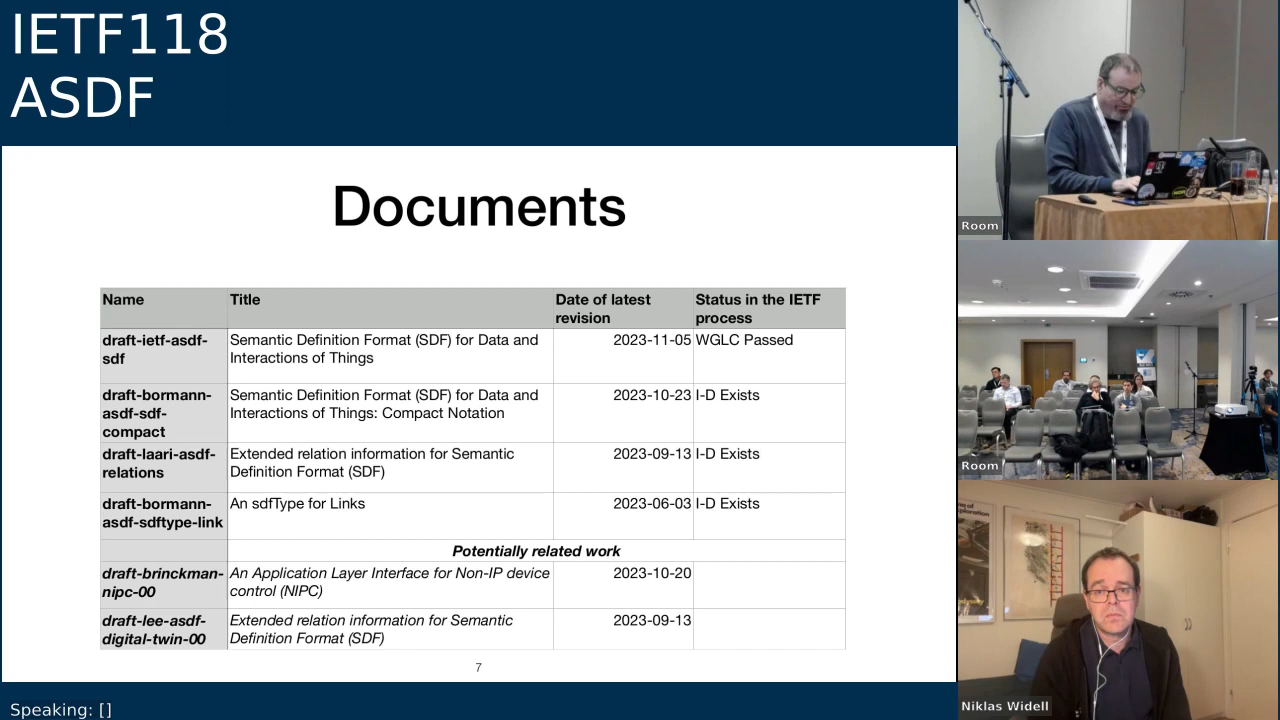 IETF118
ASDF
Documents
Name
Title
Date of latest
revision
Status in the IETF
process
draft-ietf-asdf-
sdf
Semantic Definition Format (SDF) for Data and
Interactions of Things
2023-11-05
WGLC Passed
draft-bormann-
asdf-sdf-
compact
Semantic Definition Format (SDF) for Data and
Interactions of Things: Compact Notation
2023-10-23
I-D Exists
draft-laari-asdf-
relations
Extended relation information for Semantic
Definition Format (SDF)
2023-09-13
I-D Exists
draft-bormann-
asdf-sdftype-link
An sdfType for Links
2023-06-03
I-D Exists
Potentially related work
draft-brinckman-
nipc-00
An Application Layer Interface for Non-IP device
control (NIPC)
2023-10-20
draft-lee-asdf-
digital-twin-00
Extended relation information for Semantic
Definition Format (SDF)
2023-09-13
7
Speaking: []
Room
Room
Niklas Widell